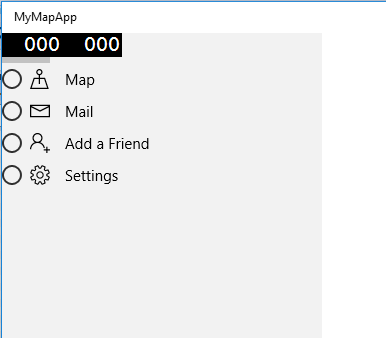 MyMapApp
000 000
Map
Mail
Add a Friend
Settings